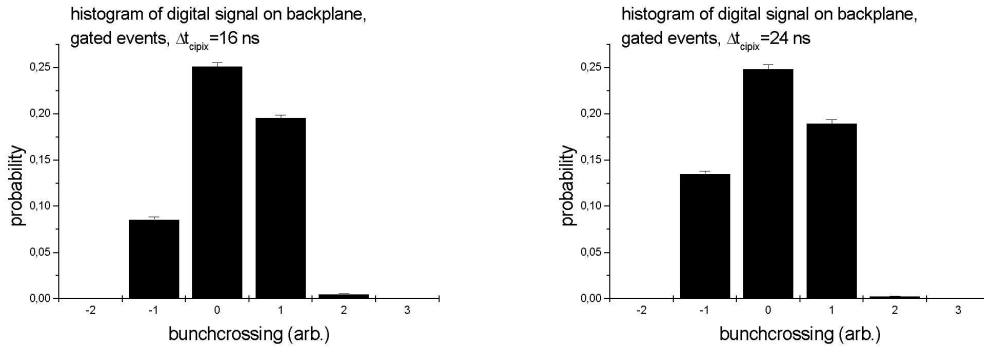 histogram of digital signal on backplane,
gated events, Δt_cipix=16 ns
0,25
0,20
0,15
0,10
0,05
0,00
probability
-2 -1 0 1 2 3
bunchcrossing (arb.)
histogram of digital signal on backplane,
gated events, Δt_cipix=24 ns
0,25
0,20
0,15
0,10
0,05
0,00
probability
-2 -1 0 1 2 3
bunchcrossing (arb.)